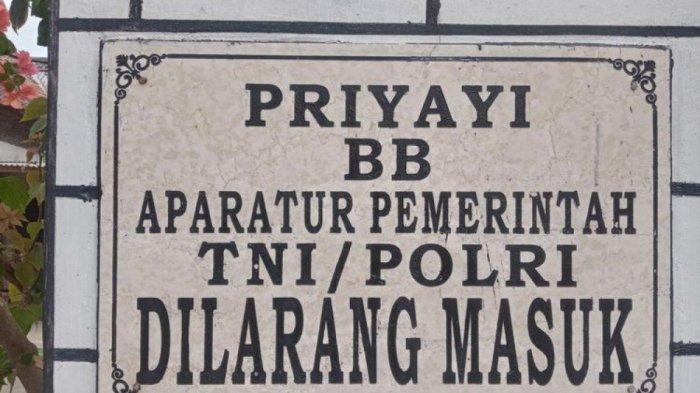 PRIYAYI
BB
APARATUR PEMERINTAH
TNI/POLRI
DILARANG MASUK